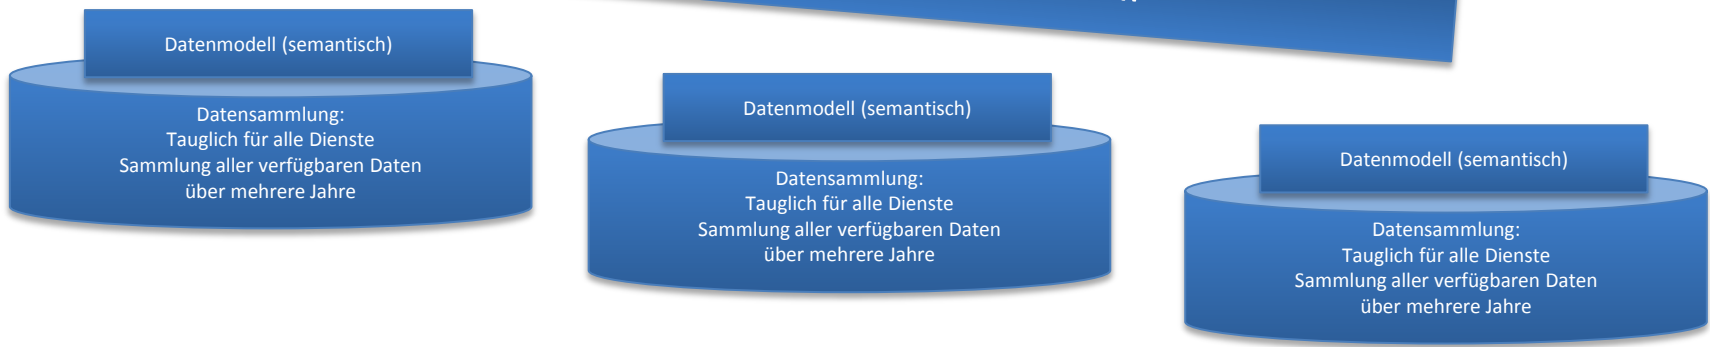 Datenmodell (semantisch)
Datensammlung:
Tauglich für alle Dienste
Sammlung aller verfügbaren Daten
über mehrere Jahre
Datenmodell (semantisch)
Datensammlung:
Tauglich für alle Dienste
Sammlung aller verfügbaren Daten
über mehrere Jahre
Datenmodell (semantisch)
Datensammlung:
Tauglich für alle Dienste
Sammlung aller verfügbaren Daten
über mehrere Jahre